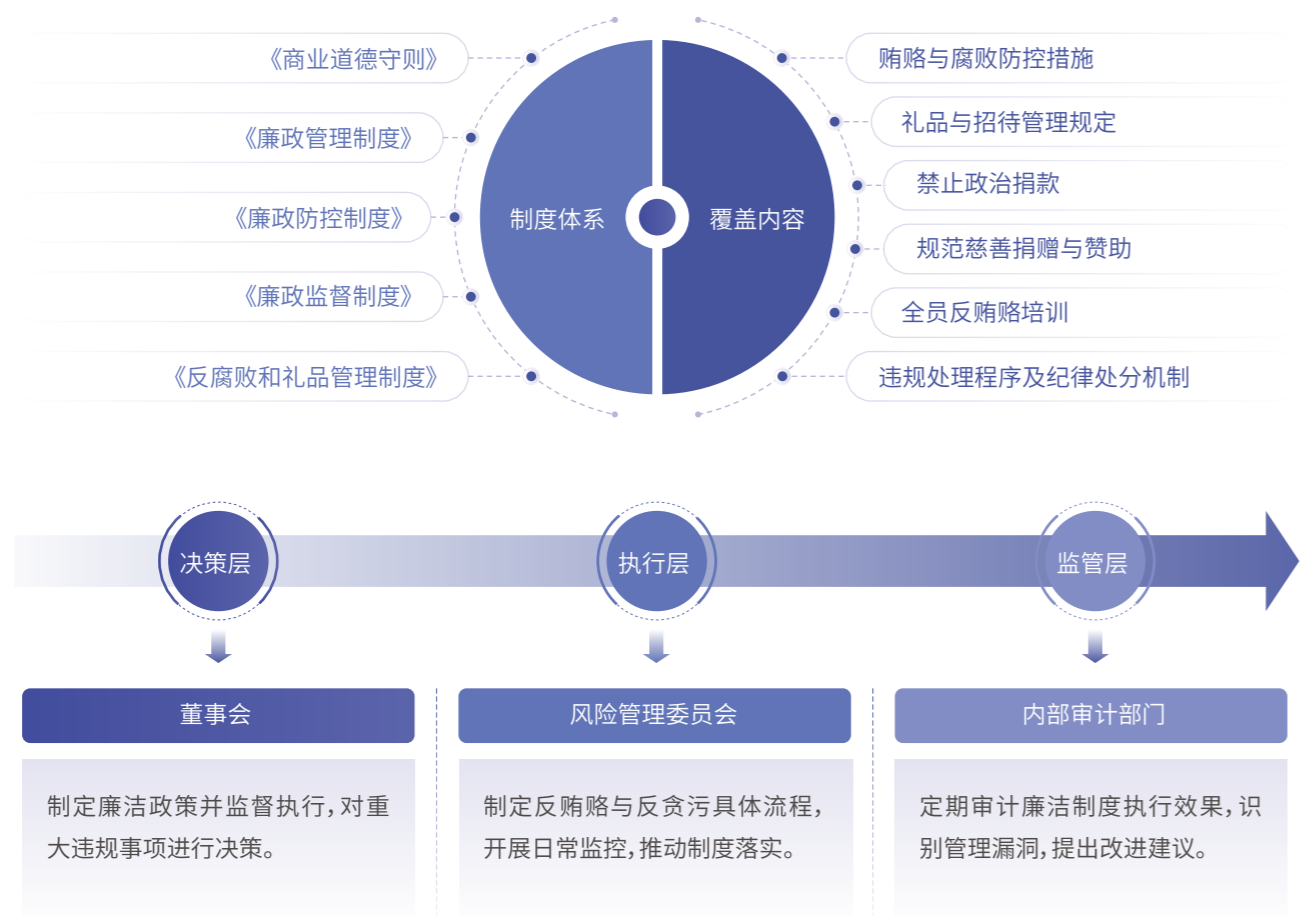 《商业道德守则》
《廉政管理制度》
《廉政防控制度》
《廉政监督制度》
《反腐败和礼品管理制度》
制度体系
覆盖内容
贿赂与腐败防控措施
礼品与招待管理规定
禁止政治捐款
规范慈善捐赠与赞助
全员反贿赂培训
违规处理程序及纪律处分机制
决策层
执行层
监管层
董事会
制定廉洁政策并监督执行，对重
大违规事项进行决策。
风险管理委员会
制定反贿赂与反贪污具体流程，
开展日常监控，推动制度落实。
内部审计部门
定期审计廉洁制度执行效果，识
别管理漏洞，提出改进建议。